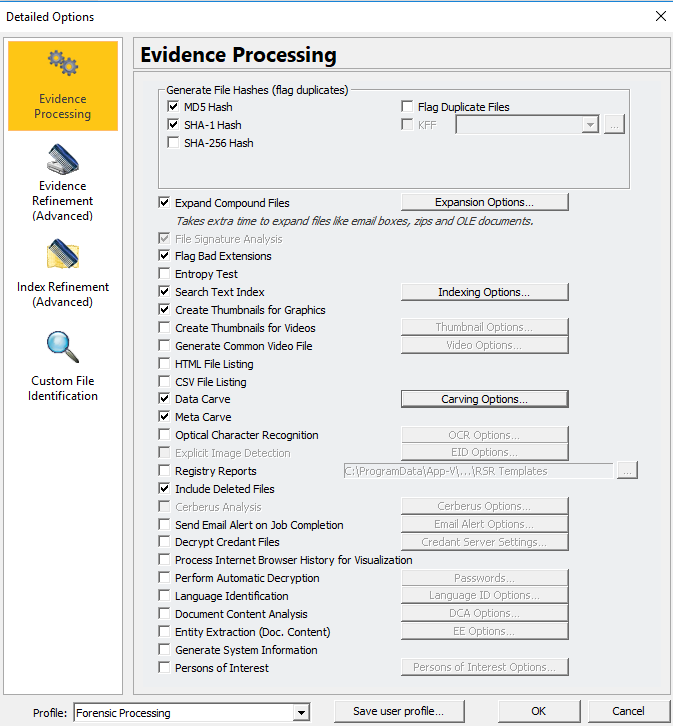 Detailed Options
Evidence
Processing
Evidence
Refinement
(Advanced)
Index Refinement
(Advanced)
Custom File
Identification
Evidence Processing
Generate File Hashes (flag duplicates)
MD5 Hash
Flag Duplicate Files
SHA-1 Hash
KFF
...
SHA-256 Hash
Expand Compound Files
Expansion Options...
Takes extra time to expand files like email boxes, zips and OLE documents.
File Signature Analysis
Flag Bad Extensions
Entropy Test
Search Text Index
Indexing Options...
Create Thumbnails for Graphics
Create Thumbnails for Videos
Thumbnail Options...
Generate Common Video File
Video Options...
HTML File Listing
CSV File Listing
Data Carve
Carving Options...
Meta Carve
Optical Character Recognition
OCR Options...
Explicit Image Detection
EID Options...
Registry Reports
C:\ProgramData\App-V\...\RSR Templates
...
Include Deleted Files
Cerberus Analysis
Cerberus Options...
Send Email Alert on Job Completion
Email Alert Options...
Decrypt Credant Files
Credant Server Settings...
Process Internet Browser History for Visualization
Perform Automatic Decryption
Passwords...
Language Identification
Language ID Options...
Document Content Analysis
DCA Options...
Entity Extraction (Doc. Content)
EE Options...
Generate System Information
Persons of Interest
Persons of Interest Options...
Profile:
Forensic Processing
Save user profile...
OK
Cancel